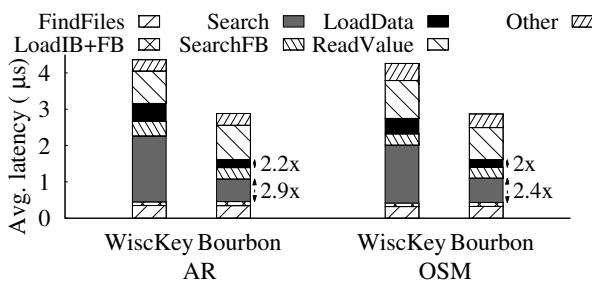 FindFiles Search LoadData Other
LoadIB+FB SearchFB ReadValue
Avg. latency ( μs)
4
3
2
1
0
2.2x
2.9x
2x
2.4x
WiscKey Bourbon WiscKey Bourbon
AR OSM